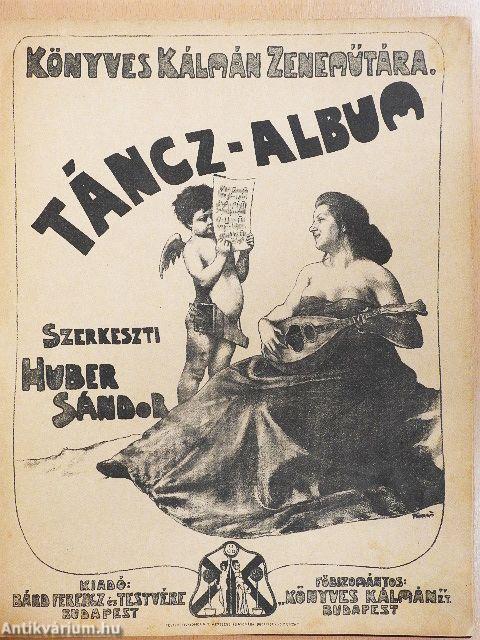 KÖNYVES KÁLMÁN ZENEMŰTÁRA.
TÁNCZ-ALBUM
SZERKESZTI
HUBER
SÁNDOR
KIADÓ:
BÁRD FERENCZ és TESTVÉRE
BUDAPEST
FŐBIZOMÁNYOS:
„KÖNYVES KÁLMÁN” R.T.
BUDAPEST
Antikvárium.hu